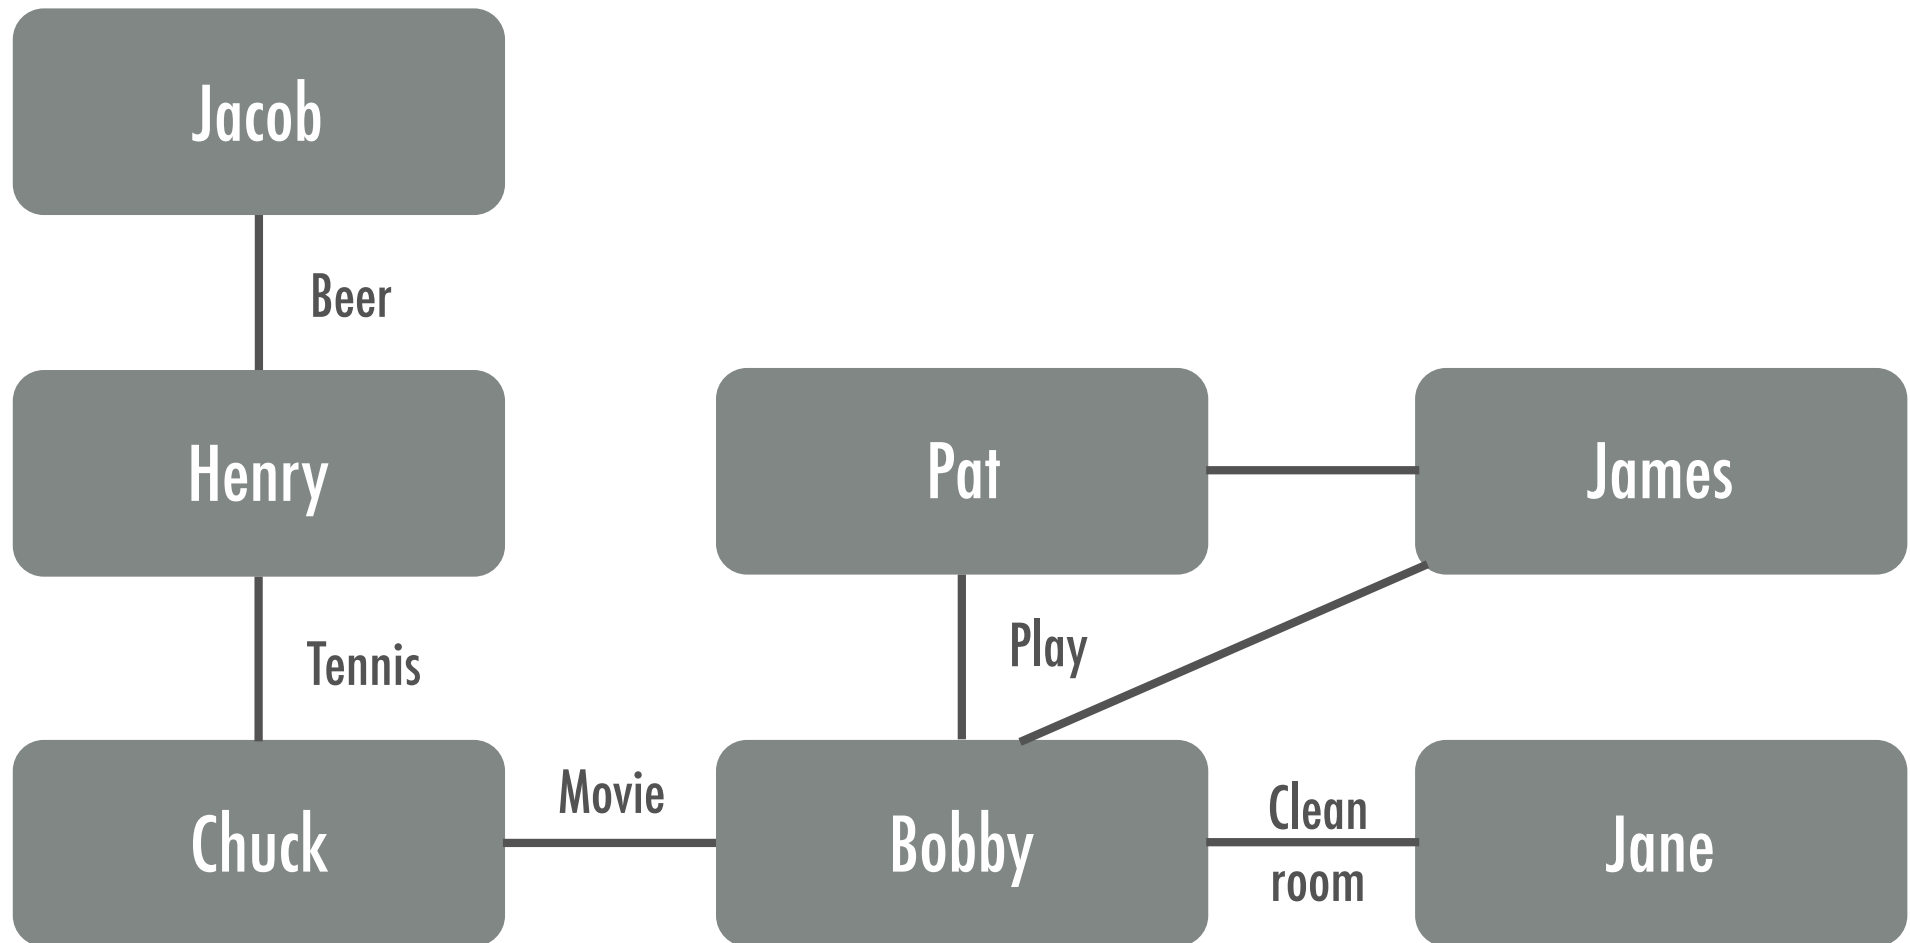 Jacob
Beer
Henry
Pat
James
Tennis
Play
Chuck
Movie
Bobby
Clean
room
Jane